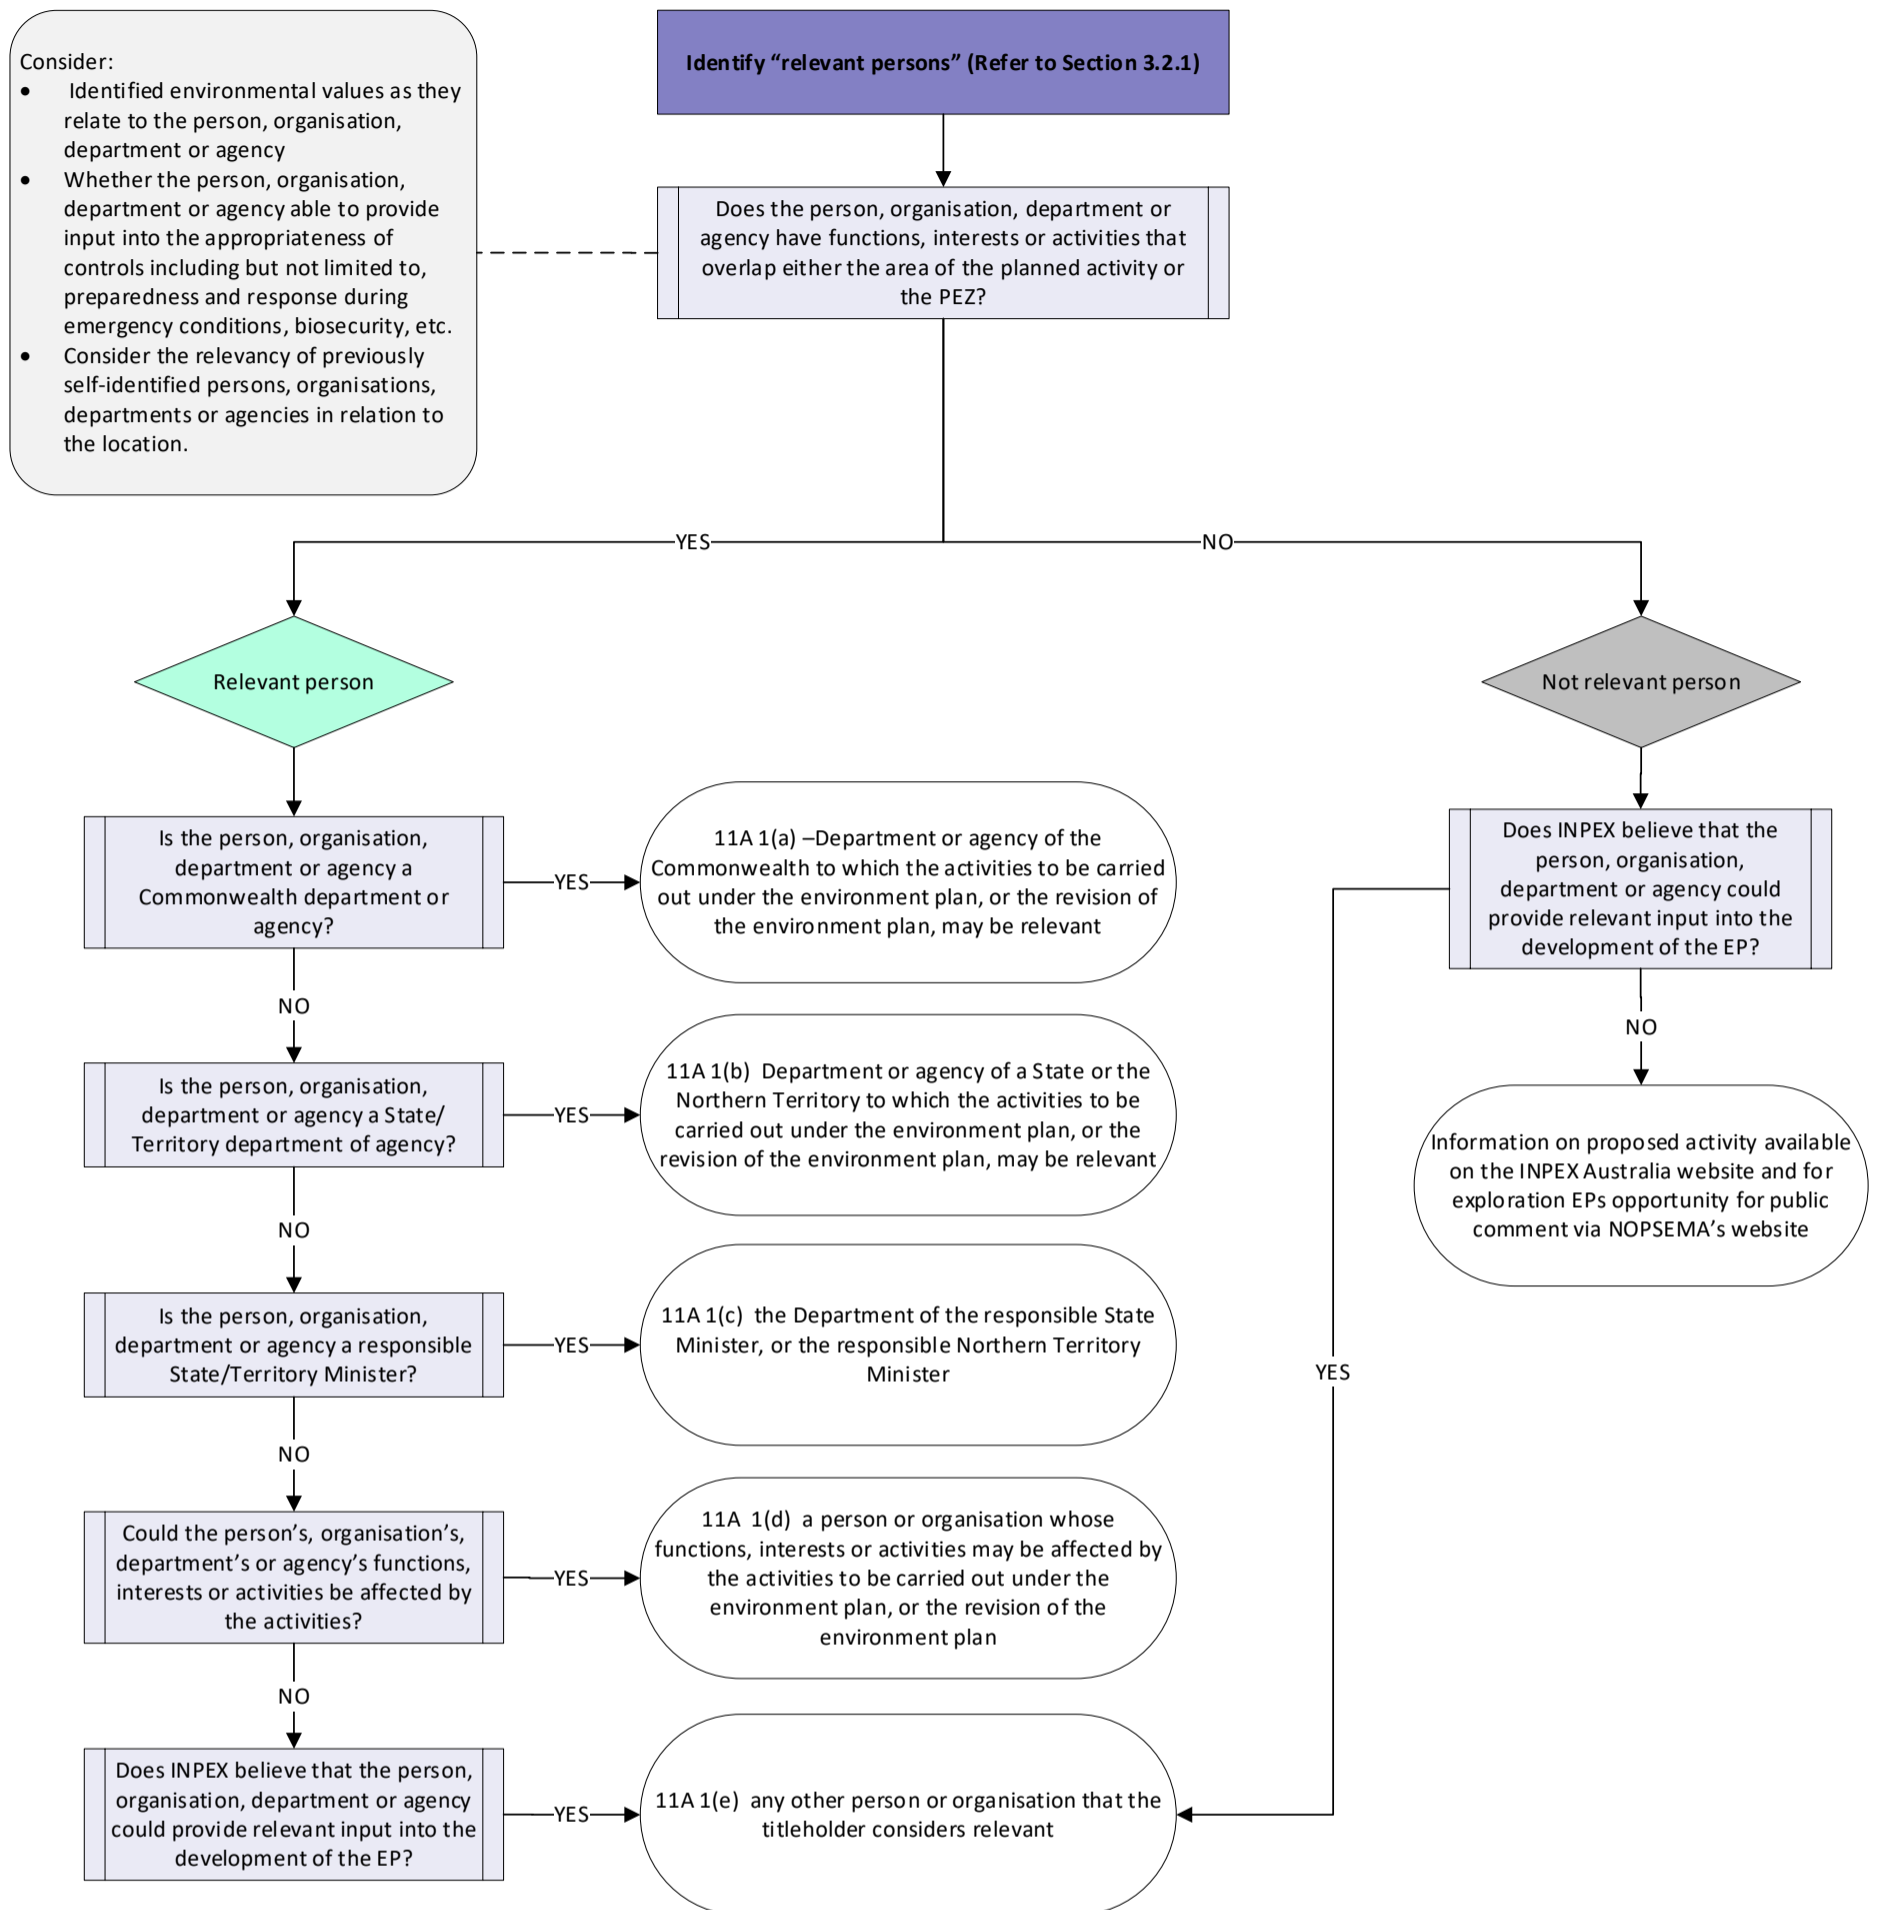 Consider:
• Identified environmental values as they
relate to the person, organisation,
department or agency
• Whether the person, organisation,
department or agency able to provide
input into the appropriateness of
controls including but not limited to,
preparedness and response during
emergency conditions, biosecurity, etc.
• Consider the relevancy of previously
self-identified persons, organisations,
departments or agencies in relation to
the location.
Identify “relevant persons” (Refer to Section 3.2.1)
Does the person, organisation, department or
agency have functions, interests or activities that
overlap either the area of the planned activity or
the PEZ?
YES
NO
Relevant person
Not relevant person
Is the person, organisation,
department or agency a
Commonwealth department or
agency?
YES
11A 1(a) –Department or agency of the
Commonwealth to which the activities to be carried
out under the environment plan, or the revision of
the environment plan, may be relevant
Does INPEX believe that the
person, organisation,
department or agency could
provide relevant input into the
development of the EP?
NO
NO
Is the person, organisation,
department or agency a State/
Territory department of agency?
YES
11A 1(b) Department or agency of a State or the
Northern Territory to which the activities to be
carried out under the environment plan, or the
revision of the environment plan, may be relevant
Information on proposed activity available
on the INPEX Australia website and for
exploration EPs opportunity for public
comment via NOPSEMA’s website
NO
Is the person, organisation,
department or agency a responsible
State/Territory Minister?
YES
11A 1(c) the Department of the responsible State
Minister, or the responsible Northern Territory
Minister
YES
NO
Could the person’s, organisation’s,
department’s or agency’s functions,
interests or activities be affected by
the activities?
YES
11A 1(d) a person or organisation whose
functions, interests or activities may be affected by
the activities to be carried out under the
environment plan, or the revision of the
environment plan
NO
Does INPEX believe that the person,
organisation, department or agency
could provide relevant input into the
development of the EP?
YES
11A 1(e) any other person or organisation that the
titleholder considers relevant